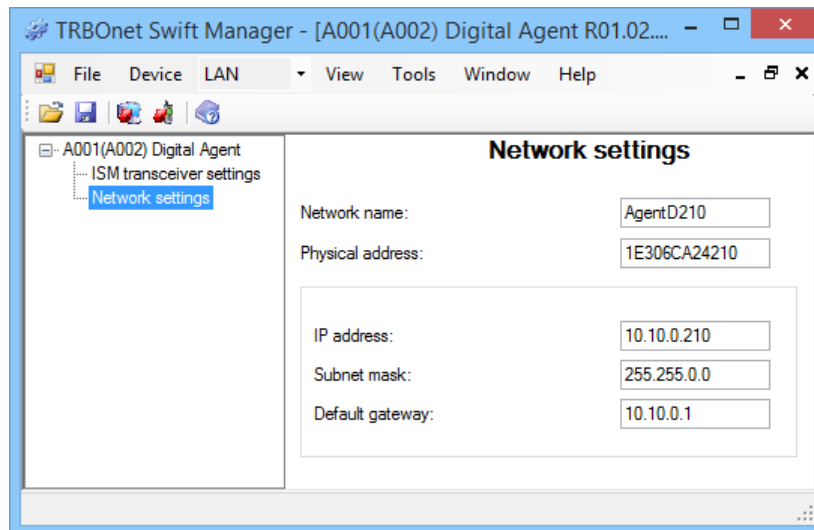 TRBOnet Swift Manager - [A001(A002) Digital Agent R01.02....
File Device LAN View Tools Window Help
A001(A002) Digital Agent
ISM transceiver settings
Network settings
Network settings
Network name: AgentD210
Physical address: 1E306CA24210
IP address: 10.10.0.210
Subnet mask: 255.255.0.0
Default gateway: 10.10.0.1